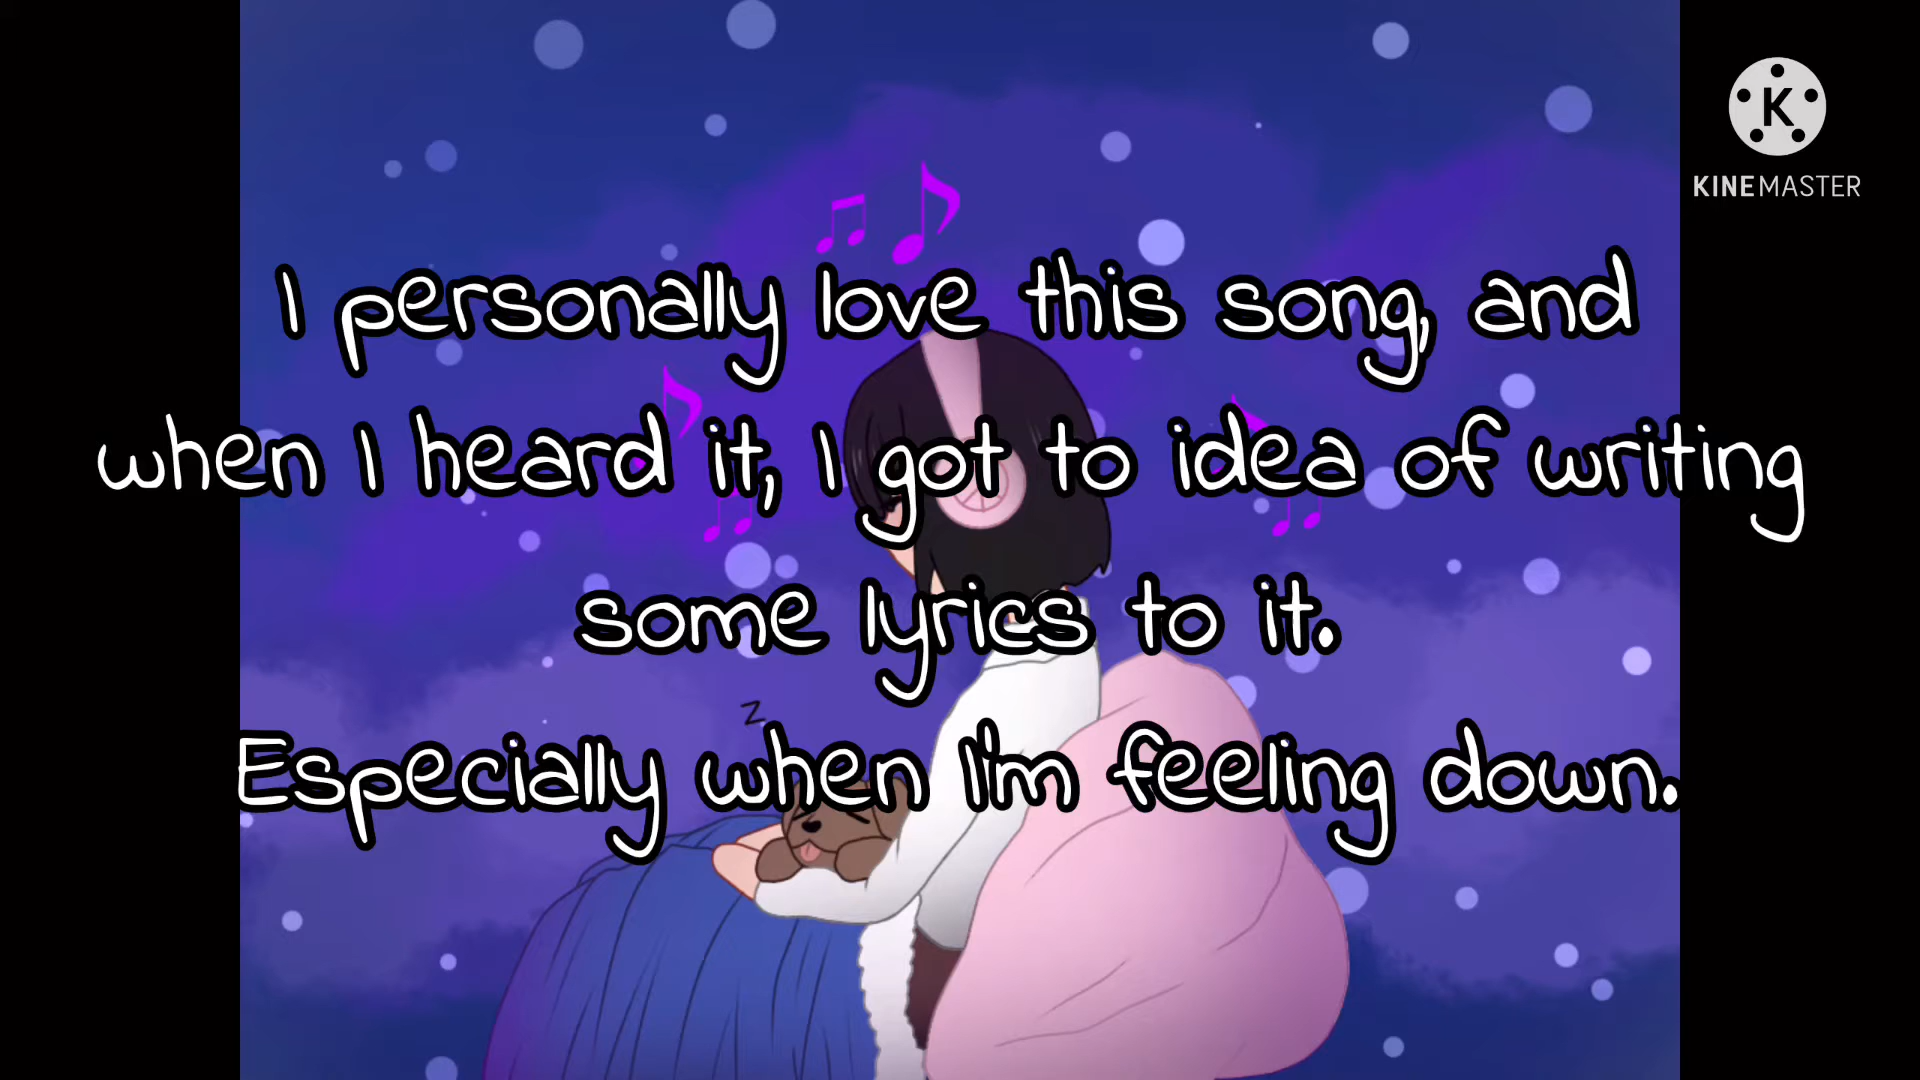 K
KINEMASTER
I personally love this song, and
when I heard it, I got to idea of writing
some lyrics to it.
z
Especially when I'm feeling down.